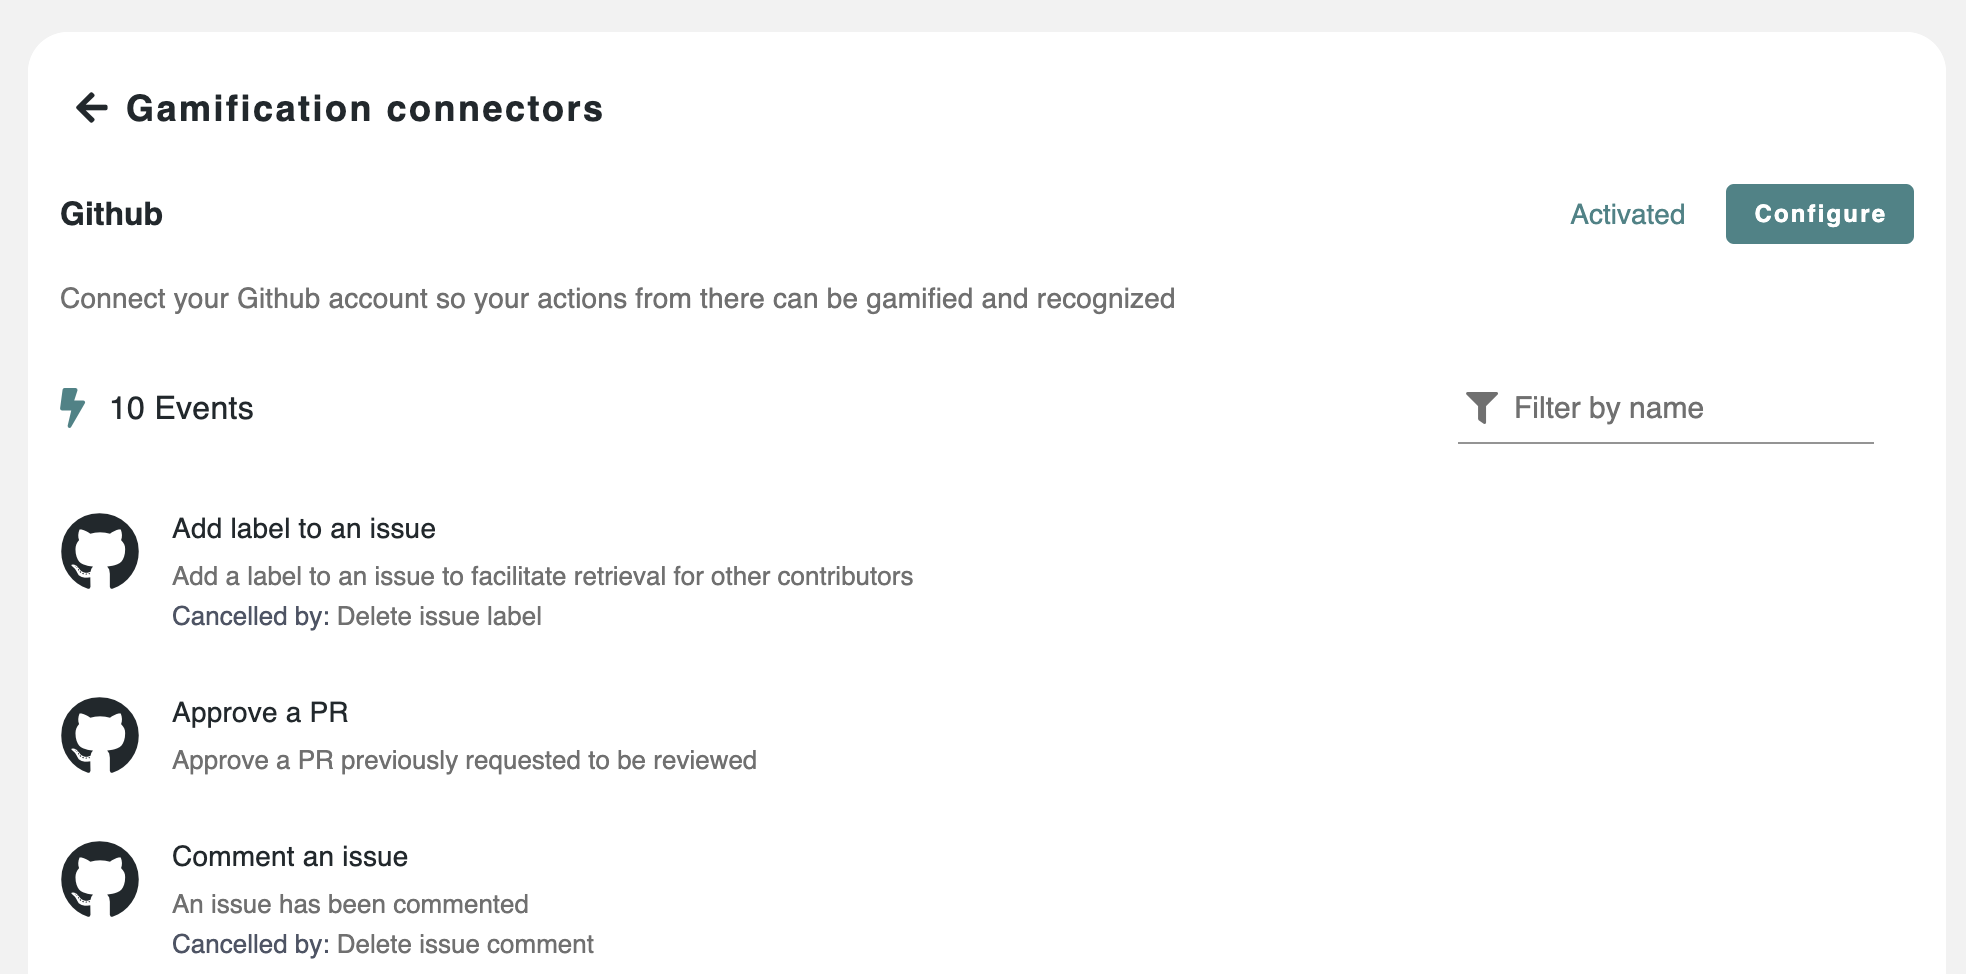 Gamification connectors
Github
Activated
Configure
Connect your Github account so your actions from there can be gamified and recognized
10 Events
Filter by name
Add label to an issue
Add a label to an issue to facilitate retrieval for other contributors
Cancelled by: Delete issue label
Approve a PR
Approve a PR previously requested to be reviewed
Comment an issue
An issue has been commented
Cancelled by: Delete issue comment